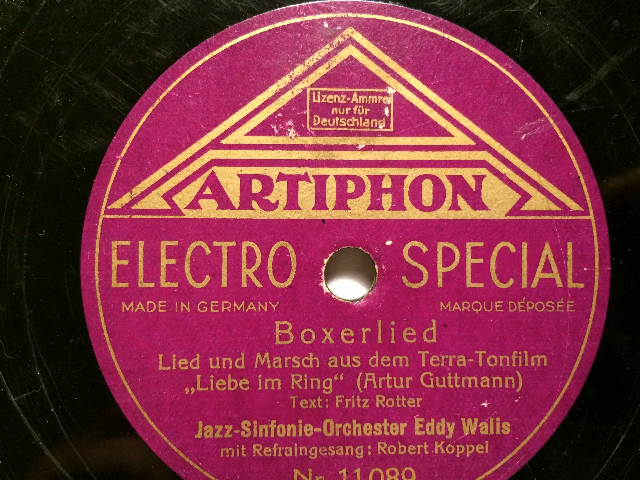 Lizenz-Ammre
nur für
Deutschland
ARTIPHON
ELECTRO SPECIAL
MADE IN GERMANY MARQUE DÉPOSÉE
Boxerlied
Lied und Marsch aus dem Terra-Tonfilm
„Liebe im Ring“ (Artur Guttmann)
Text: Fritz Rotter
Jazz-Sinfonie-Orchester Eddy Walis
mit Refraingesang: Robert Koppel
Nr. 11089